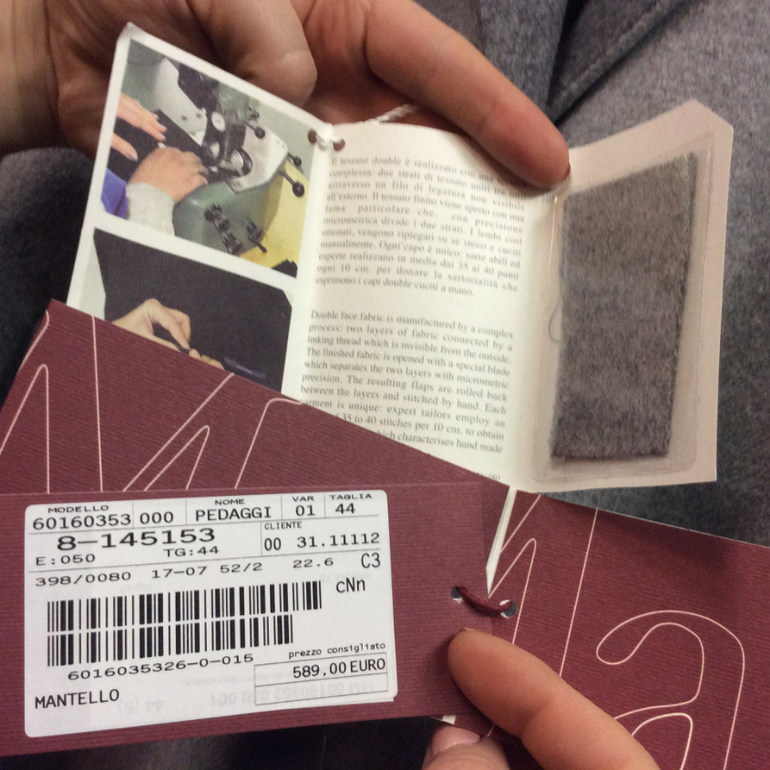 Il tessuto double è realizzato con una
complessa: due strati di tessuto uniti tra loro
attraverso un filo di legatura non visibile
all'esterno. Il tessuto finito viene aperto con una
lama particolare che, con precisione
micrometrica divide i due strati. I lembi così
ottenuti, vengono ripiegati su se stessi e cuciti
manualmente. Ogni capo è unico: sarte abili ed
esperte realizzano in media dai 35 ai 40 punti
ogni 10 cm. per donare la sartorialità che
esprimono i capi double cuciti a mano.
Double face fabric is manufactured by a complex
process: two layers of fabric connected by a
linking thread which is invisible from the outside.
The finished fabric is opened with a special blade
which separates the two layers with micrometric
precision. The resulting flaps are rolled back
between the layers and stitched by hand. Each
garment is unique: expert tailors employ an
of 35 to 40 stitches per 10 cm. to obtain
which characterises hand made
MODELLO NOME VAR TAGLIA
60160353 000 PEDAGGI 01 44
8-145153 CLIENTE
E:050 TG:44 00 31.11112
398/0080 17-07 52/2 22.6 C3
cNn
6016035326-0-015
prezzo consigliato
589,00 EURO
MANTELLO